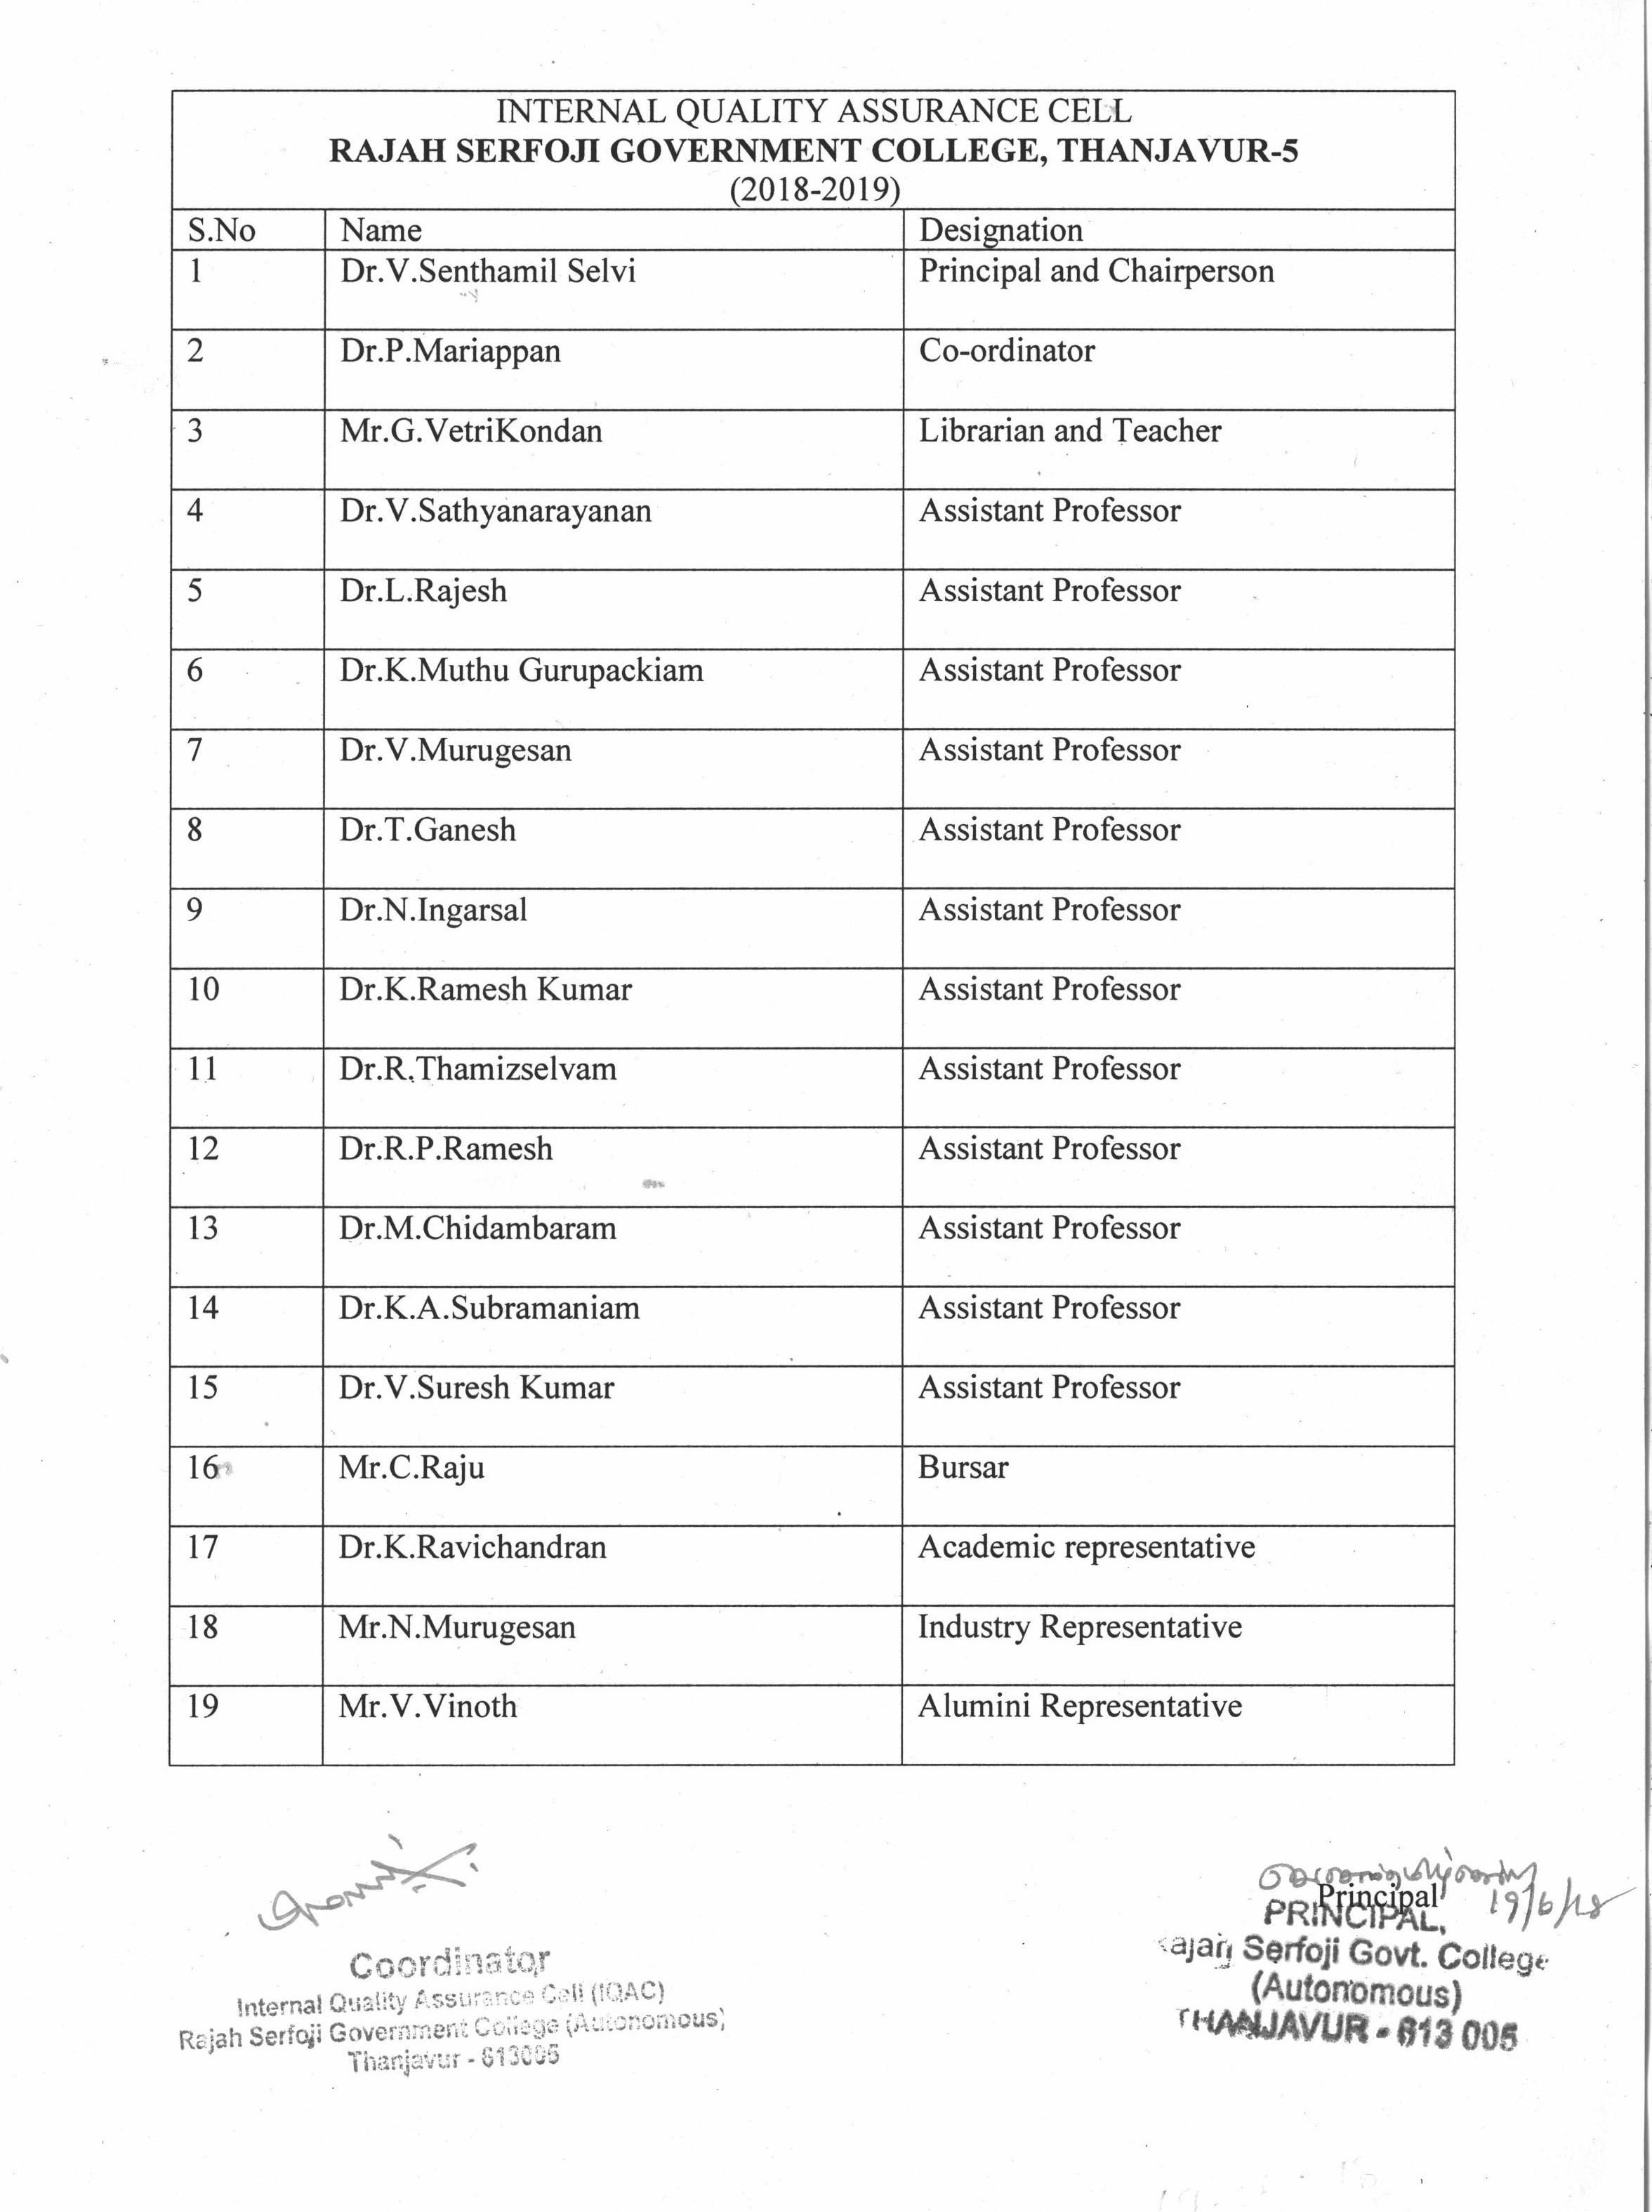 INTERNAL QUALITY ASSURANCE CELL
RAJAH SERFOJI GOVERNMENT COLLEGE, THANJAVUR-5
(2018-2019)
S.No Name Designation
1 Dr.V.Senthamil Selvi Principal and Chairperson
2 Dr.P.Mariappan Co-ordinator
3 Mr.G.VetriKondan Librarian and Teacher
4 Dr.V.Sathyanarayanan Assistant Professor
5 Dr.L.Rajesh Assistant Professor
6 Dr.K.Muthu Gurupackiam Assistant Professor
7 Dr.V.Murugesan Assistant Professor
8 Dr.T.Ganesh Assistant Professor
9 Dr.N.Ingarsal Assistant Professor
10 Dr.K.Ramesh Kumar Assistant Professor
11 Dr.R.Thamizselvam Assistant Professor
12 Dr.R.P.Ramesh Assistant Professor
13 Dr.M.Chidambaram Assistant Professor
14 Dr.K.A.Subramaniam Assistant Professor
15 Dr.V.Suresh Kumar Assistant Professor
16 Mr.C.Raju Bursar
17 Dr.K.Ravichandran Academic representative
18 Mr.N.Murugesan Industry Representative
19 Mr.V.Vinoth Alumini Representative
Coordinator
Internal Quality Assurance Cell (IQAC)
Rajah Serfoji Government College (Autonomous)
Thanjavur - 613005
Principal 19/6/18
PRINCIPAL,
Rajah Serfoji Govt. College
(Autonomous)
THANJAVUR - 613 005